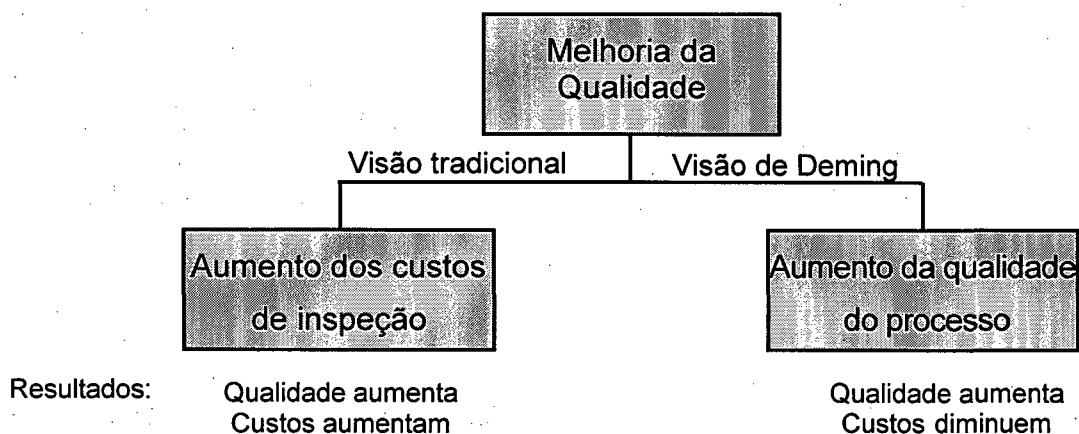 Melhoria da
Qualidade
Visão tradicional
Visão de Deming
Aumento dos custos
de inspeção
Aumento da qualidade
do processo
Resultados:
Qualidade aumenta
Custos aumentam
Qualidade aumenta
Custos diminuem